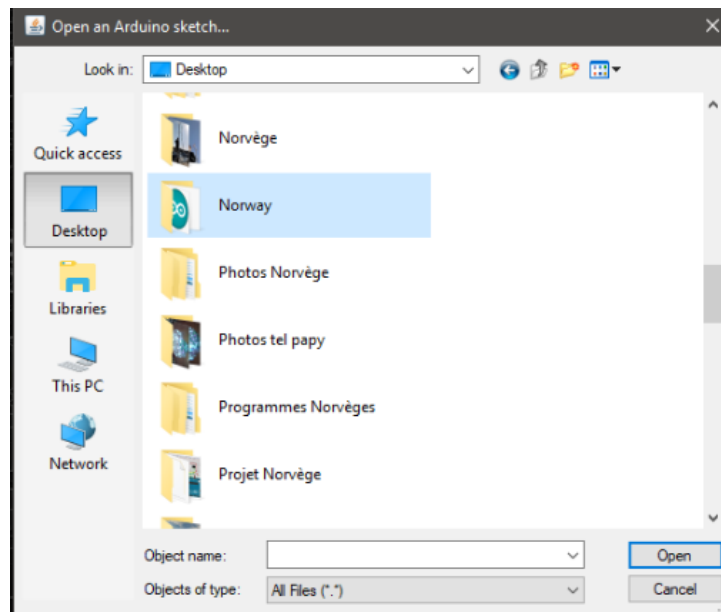 Open an Arduino sketch...
Look in:
Desktop
Quick access
Desktop
Libraries
This PC
Network
Norvège
Norway
Photos Norvège
Photos tel papy
Programmes Norvèges
Projet Norvège
Object name:
Open
Objects of type:
All Files (*.*)
Cancel